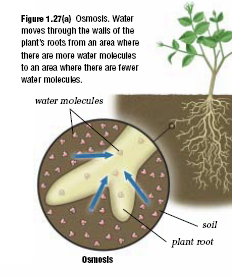 Figure 1.27(a) Osmosis. Water
moves through the walls of the
plant's roots from an area where
there are more water molecules
to an area where there are fewer
water molecules.
water molecules
soil
plant root
Osmosis